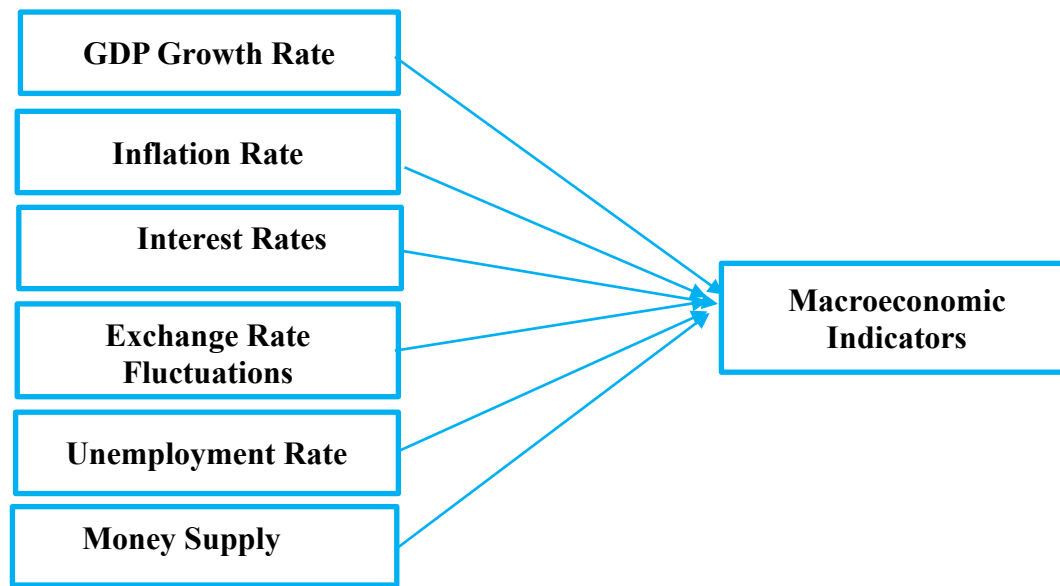 GDP Growth Rate
Inflation Rate
Interest Rates
Exchange Rate
Fluctuations
Unemployment Rate
Money Supply
Macroeconomic
Indicators